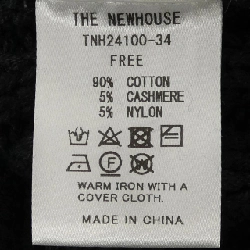 THE NEWHOUSE
TNH24100-34
FREE
90% COTTON
5% CASHMERE
5% NYLON
WARM IRON WITH A
COVER CLOTH.
MADE IN CHINA